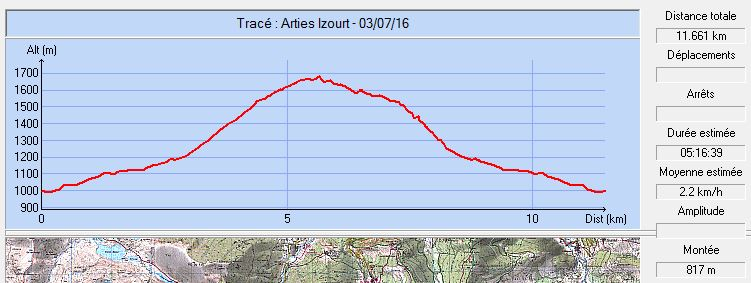 Tracé : Arties Izourt - 03/07/16
Alt (m)
1700
1600
1500
1400
1300
1200
1100
1000
900
0
5
10
Dist (km)
Distance totale
11.661 km
Déplacements
Arrêts
Durée estimée
05:16:39
Moyenne estimée
2.2 km/h
Amplitude
Montée
817 m